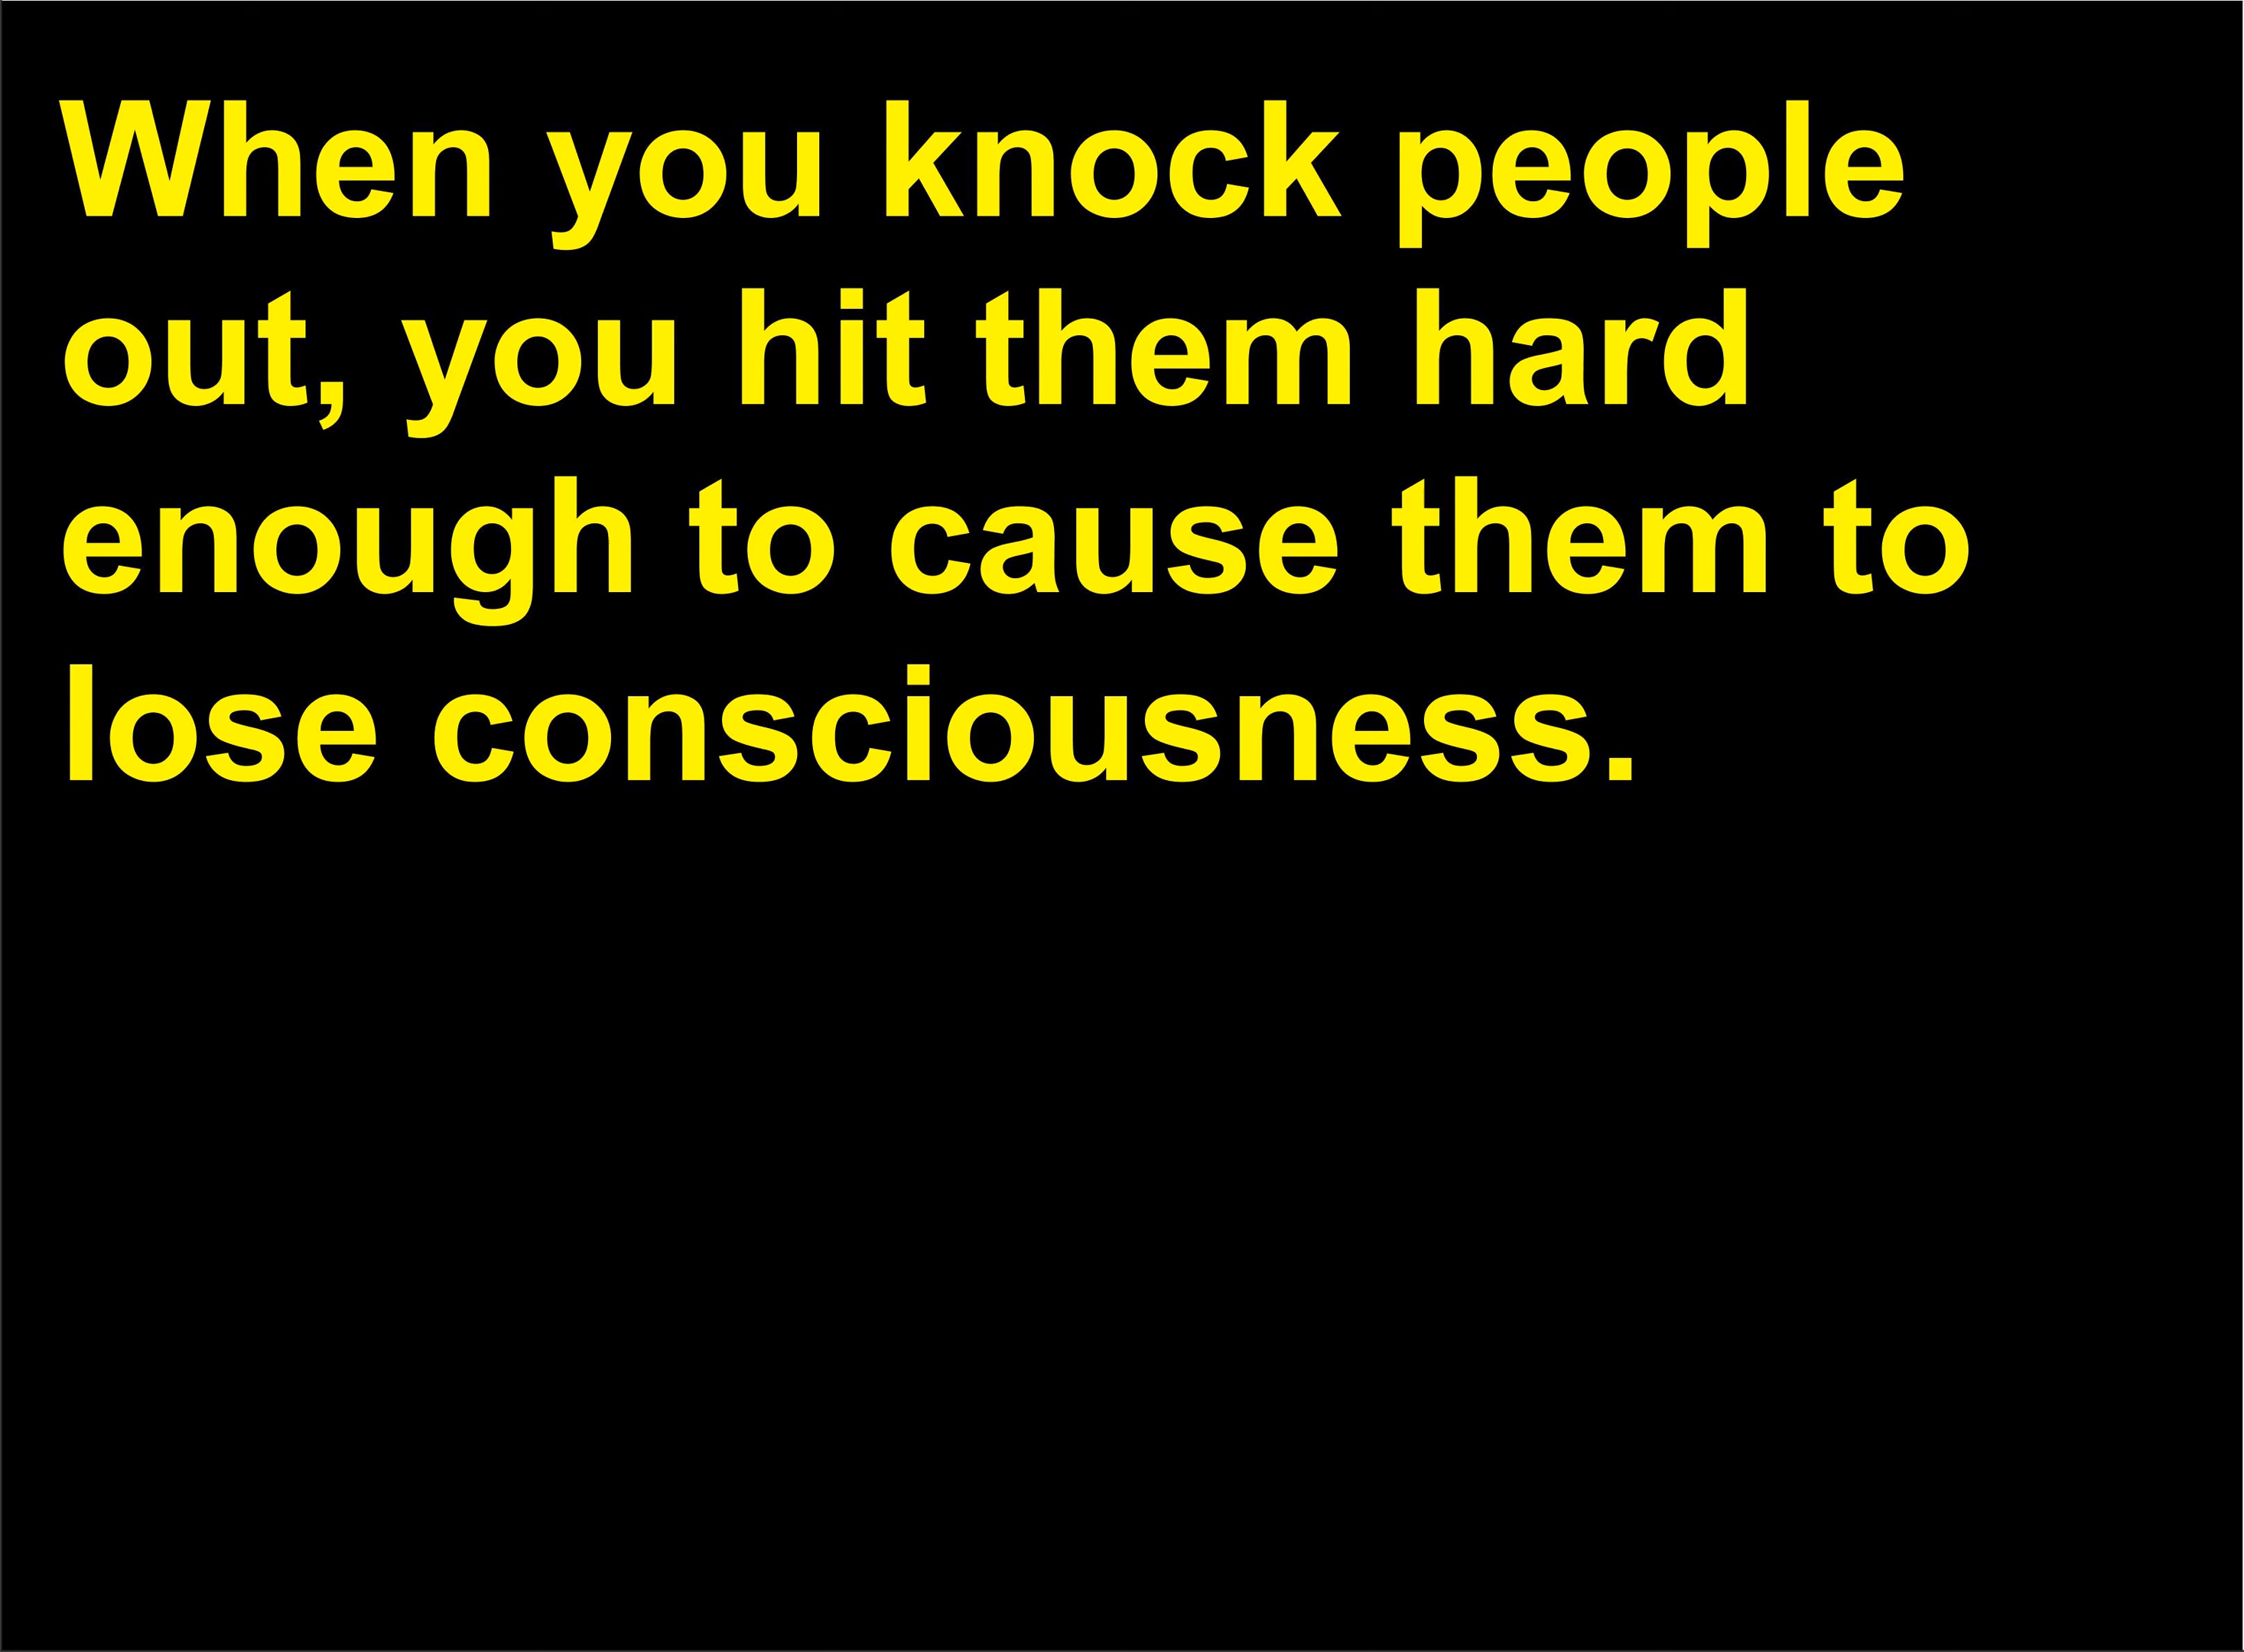 When you knock people
out, you hit them hard
enough to cause them to
lose consciousness.